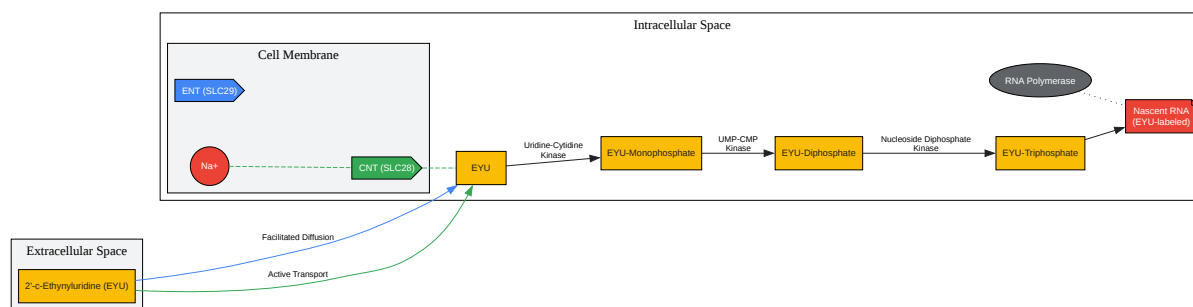 Intracellular Space
Cell Membrane
ENT (SLC29)
Na+
CNT (SLC28)
EYU
Uridine-Cytidine
Kinase
EYU-Monophosphate
UMP-CMP
Kinase
EYU-Diphosphate
Nucleoside Diphosphate
Kinase
EYU-Triphosphate
RNA Polymerase
Nascent RNA
(EYU-labeled)
Facilitated Diffusion
Active Transport
Extracellular Space
2'-c-Ethynyluridine (EYU)